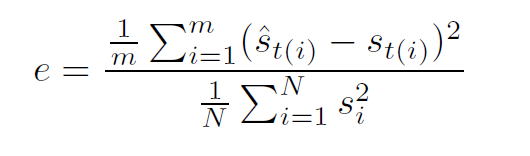 e = \frac{\frac{1}{m} \sum_{i=1}^{m} (\hat{s}_{t(i)} - s_{t(i)})^2}{\frac{1}{N} \sum_{i=1}^{N} s_i^2}